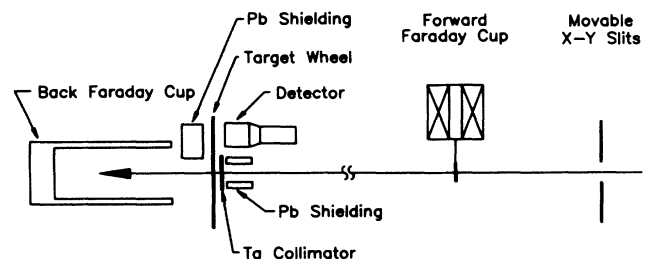 Pb Shielding
Target Wheel
Back Faraday Cup
Detector
Forward
Faraday Cup
Movable
X-Y Slits
Pb Shielding
Ta Collimator